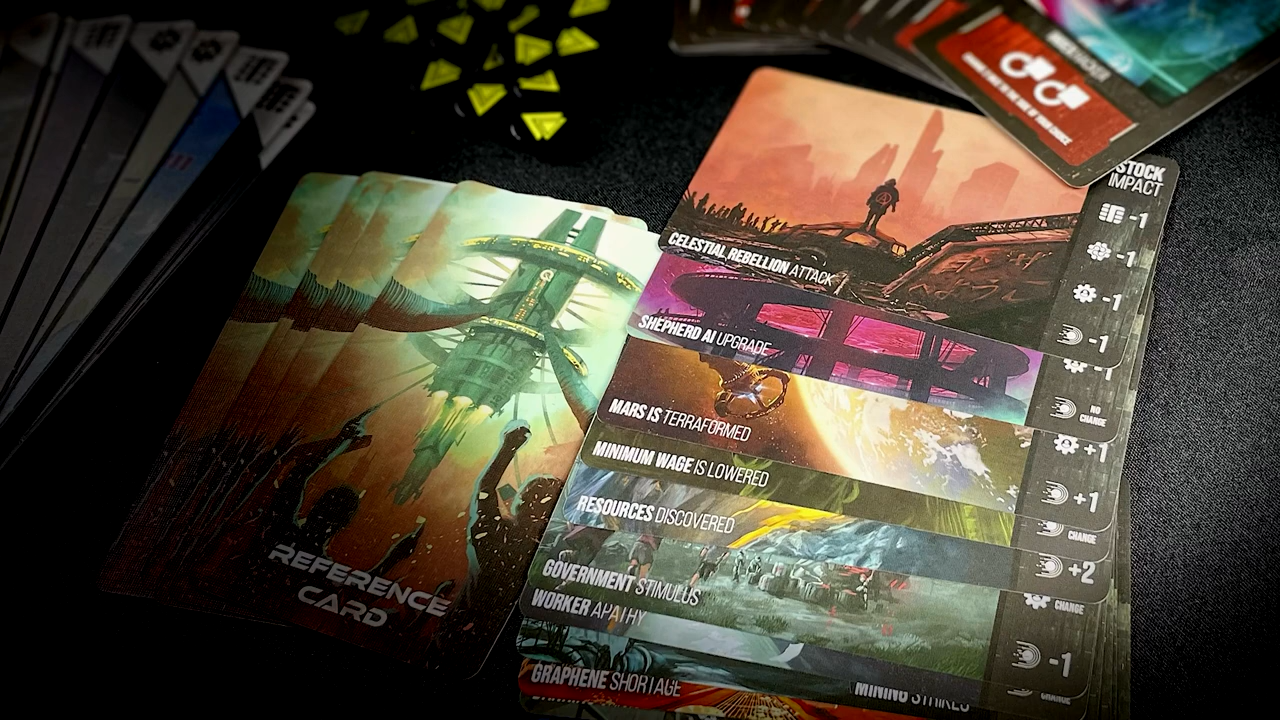 STOCK
IMPACT
-1
-1
-1
-1
CELESTIAL REBELLION ATTACK
SHEPHERD AI UPGRADE
-1
NO
CHANGE
MARS IS TERRAFORMED
+1
+1
MINIMUM WAGE IS LOWERED
CHANGE
RESOURCES DISCOVERED
+2
GOVERNMENT STIMULUS
CHANGE
-1
WORKER APATHY
GRAPHENE SHORTAGE
MINING STRIKES
CHANGE
REFERENCE
CARD